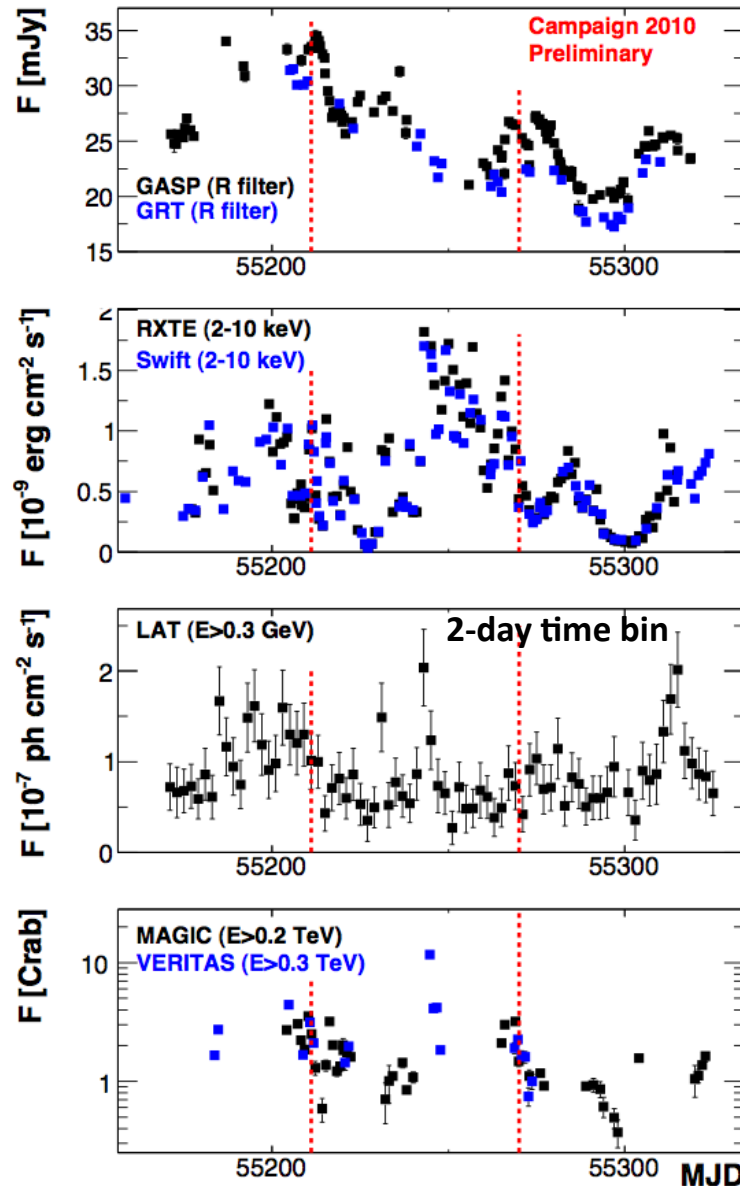 F [mJy]
35
30
25
20
15
Campaign 2010
Preliminary
GASP (R filter)
GRT (R filter)
55200
55300
F [10⁻⁹ erg cm⁻² s⁻¹]
2
1.5
1
0.5
0
RXTE (2-10 keV)
Swift (2-10 keV)
55200
55300
F [10⁻⁷ ph cm⁻² s⁻¹]
2
1
0
LAT (E>0.3 GeV)
2-day time bin
55200
55300
F [Crab]
10
1
MAGIC (E>0.2 TeV)
VERITAS (E>0.3 TeV)
55200
55300
MJD